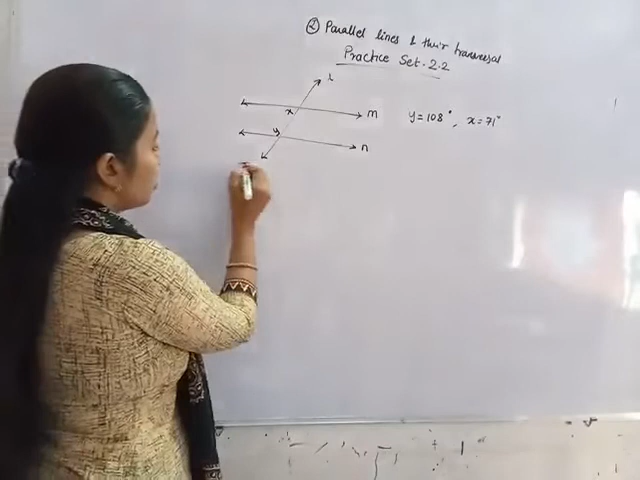 ② Parallel lines & their transversal
Practice Set. 2.2
l
m
x
y = 108°, x = 71°
y
n